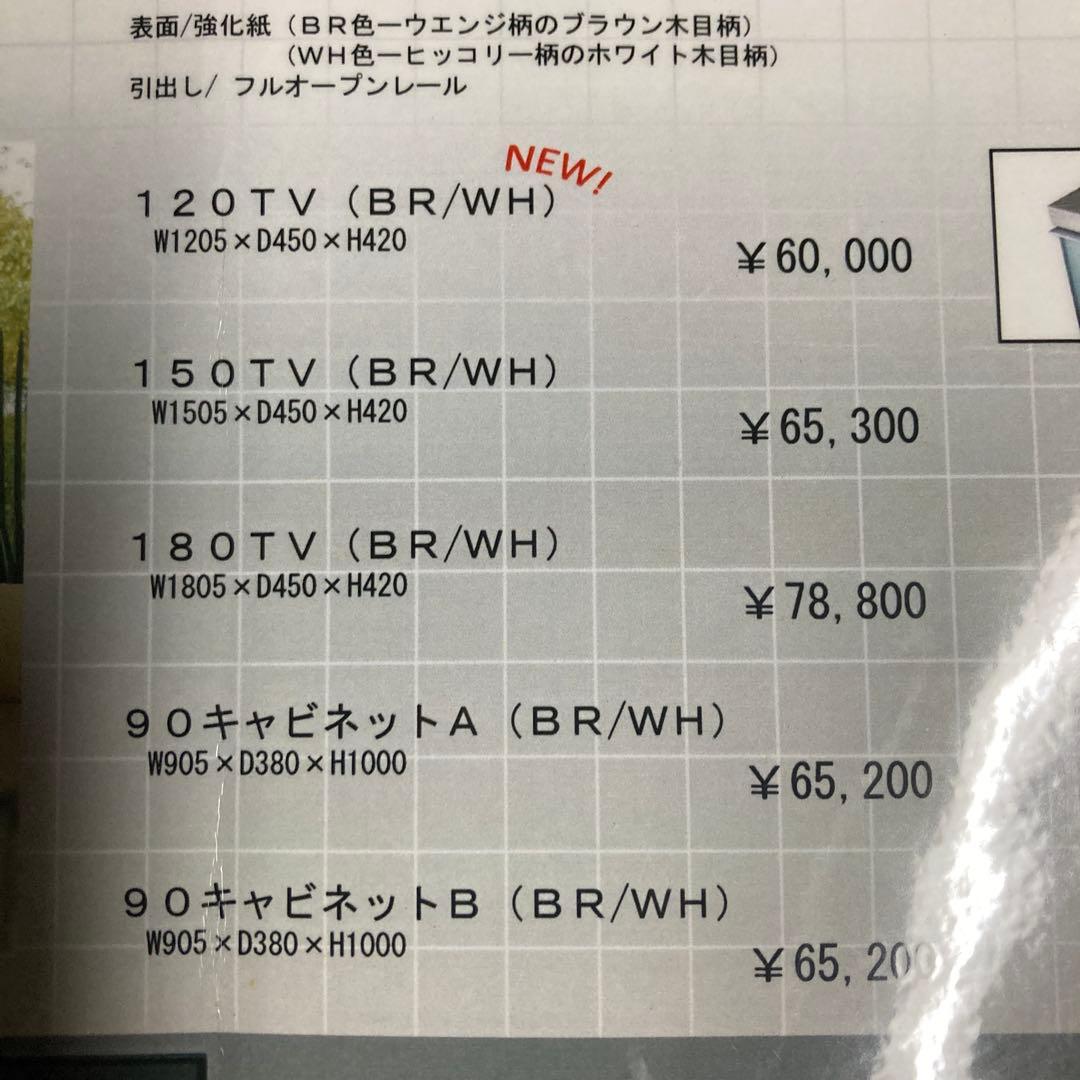 表面/強化紙（ＢＲ色ーウエンジ柄のブラウン木目柄）
（ＷＨ色ーヒッコリー柄のホワイト木目柄）
引出し/ フルオープンレール
NEW!
１２０ＴＶ（ＢＲ/ＷＨ）
W1205×D450×H420
￥60,000
１５０ＴＶ（ＢＲ/ＷＨ）
W1505×D450×H420
￥65,300
１８０ＴＶ（ＢＲ/ＷＨ）
W1805×D450×H420
￥78,800
９０キャビネットＡ（ＢＲ/ＷＨ）
W905×D380×H1000
￥65,200
９０キャビネットＢ（ＢＲ/ＷＨ）
W905×D380×H1000
￥65,200